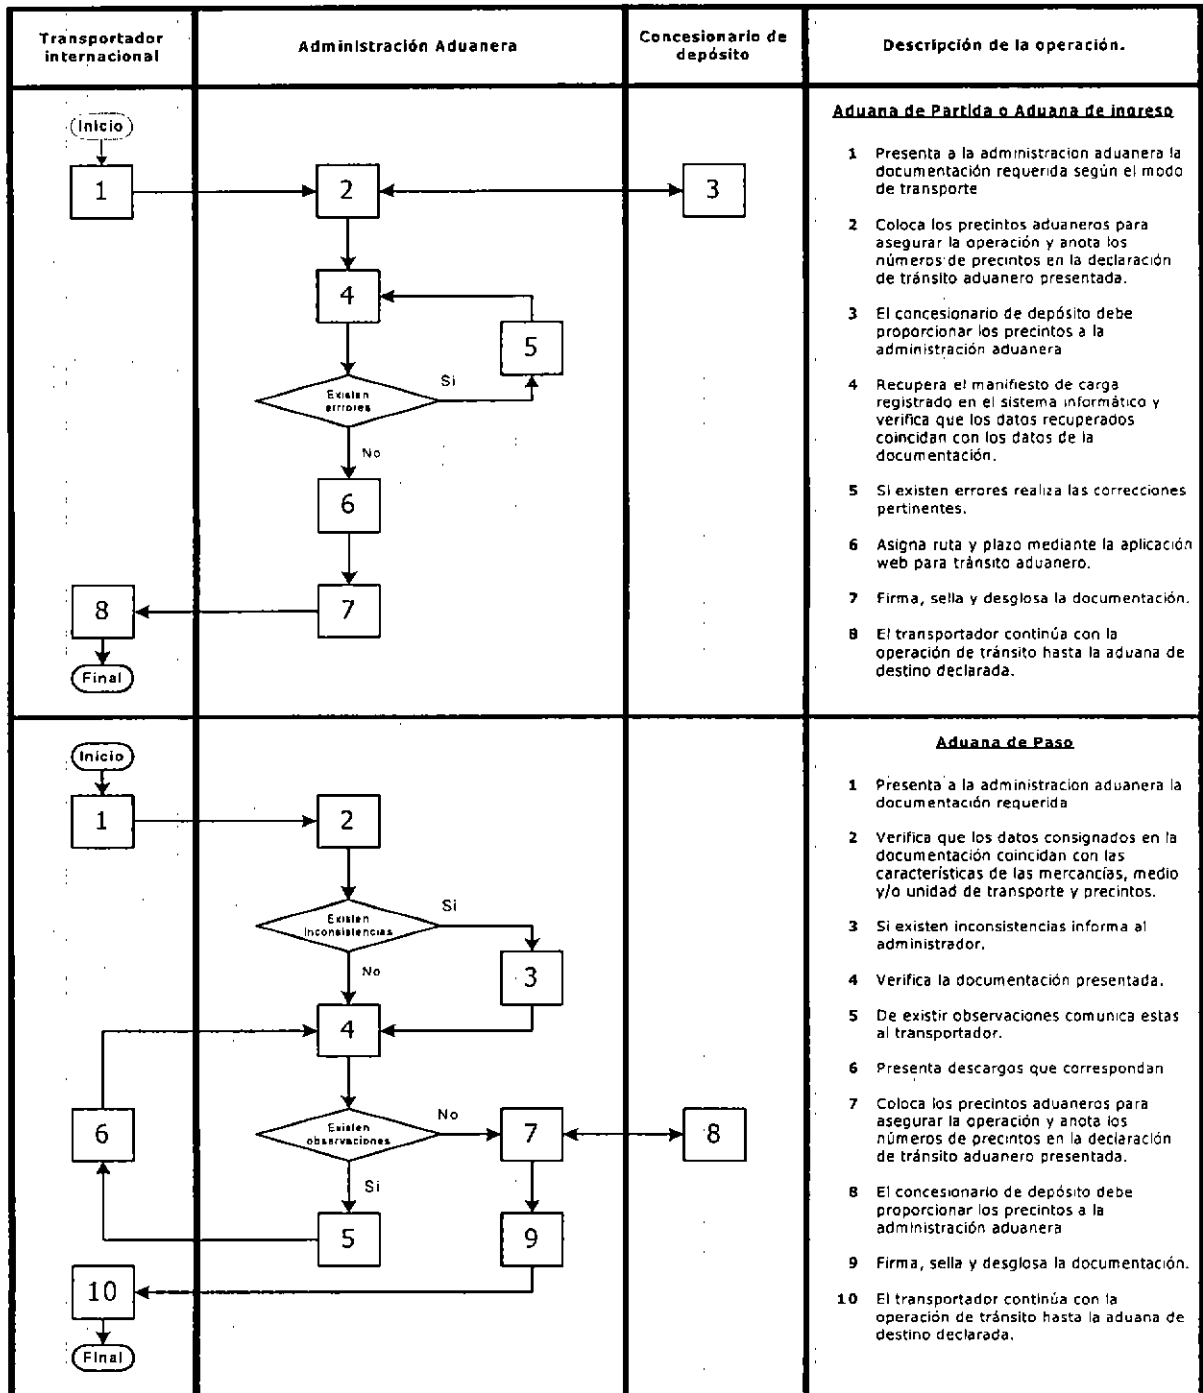 Transportador
internacional
Administración Aduanera
Concesionario de
depósito
Descripción de la operación.
Inicio
1
2
3
4
5
Existen
errores
Si
No
6
7
8
Final
Aduana de Partida o Aduana de ingreso
1 Presenta a la administracion aduanera la
documentación requerida según el modo
de transporte
2 Coloca los precintos aduaneros para
asegurar la operación y anota los
números de precintos en la declaración
de tránsito aduanero presentada.
3 El concesionario de depósito debe
proporcionar los precintos a la
administración aduanera
4 Recupera el manifiesto de carga
registrado en el sistema informático y
verifica que los datos recuperados
coincidan con los datos de la
documentación.
5 Si existen errores realiza las correcciones
pertinentes.
6 Asigna ruta y plazo mediante la aplicación
web para tránsito aduanero.
7 Firma, sella y desglosa la documentación.
8 El transportador continúa con la
operación de tránsito hasta la aduana de
destino declarada.
Inicio
1
2
Existen
Inconsistencias
Si
No
3
4
Existen
observaciones
No
Si
6
7
8
5
9
10
Final
Aduana de Paso
1 Presenta a la administracion aduanera la
documentación requerida
2 Verifica que los datos consignados en la
documentación coincidan con las
características de las mercancías, medio
y/o unidad de transporte y precintos.
3 Si existen inconsistencias informa al
administrador.
4 Verifica la documentación presentada.
5 De existir observaciones comunica estas
al transportador.
6 Presenta descargos que correspondan
7 Coloca los precintos aduaneros para
asegurar la operación y anota los
números de precintos en la declaración
de tránsito aduanero presentada.
8 El concesionario de depósito debe
proporcionar los precintos a la
administración aduanera
9 Firma, sella y desglosa la documentación.
10 El transportador continúa con la
operación de tránsito hasta la aduana de
destino declarada.